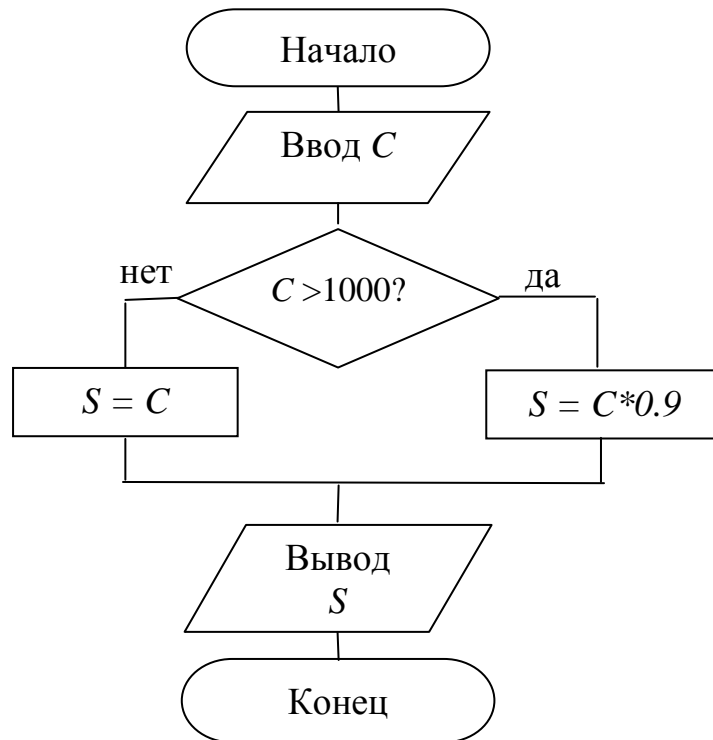 Начало
Ввод C
C >1000?
нет
да
S = C
S = C*0.9
Вывод
S
Конец